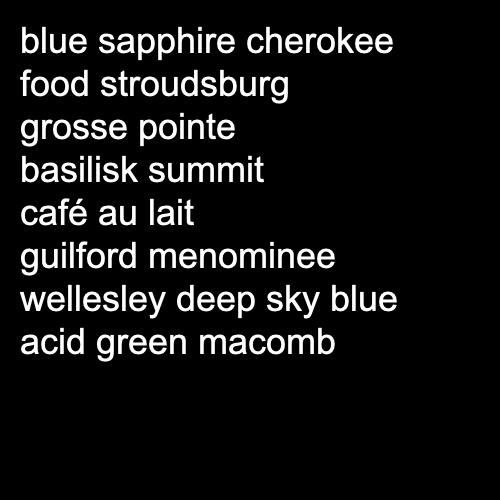 blue sapphire cherokee
food stroudsburg
grosse pointe
basilisk summit
café au lait
guilford menominee
wellesley deep sky blue
acid green macomb